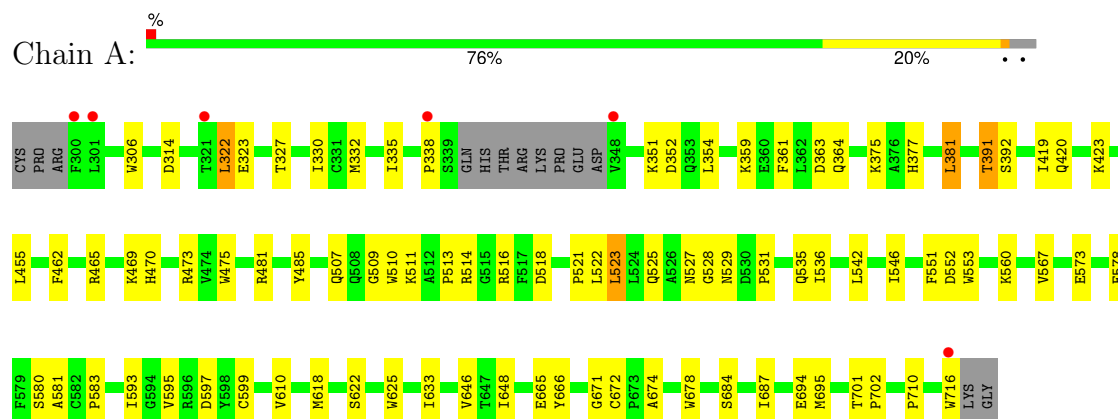 %
Chain A:
76% 20% • •
CYS PRO ARG F300 L301 W306 D314 T321 L322 E323 T327 I330 C331 M332 I335 P338 S339 GLN HIS THR ARG LYS PRO GLU ASP V348 K351 D352 Q353 L354 K359 E360 F361 L362 D363 Q364 K375 A376 H377 L381 T391 S392 I419 Q420 K423
L455 F462 R465 K469 H470 R473 V474 W475 R481 Y485 Q507 Q508 G509 W510 K511 A512 P513 R514 G515 R516 F517 D518 P521 L522 L523 L524 Q525 A526 N527 G528 N529 D530 P531 Q535 I536 L542 I546 F551 D552 W553 K560 V567 E573
F579 S580 A581 C582 P583 I593 G594 V595 R596 D597 Y598 C599 V610 M618 S622 W625 I633 V646 T647 I648 E665 Y666 G671 C672 P673 A674 W678 S684 I687 E694 M695 T701 P702 P710 W716 LYS GLY